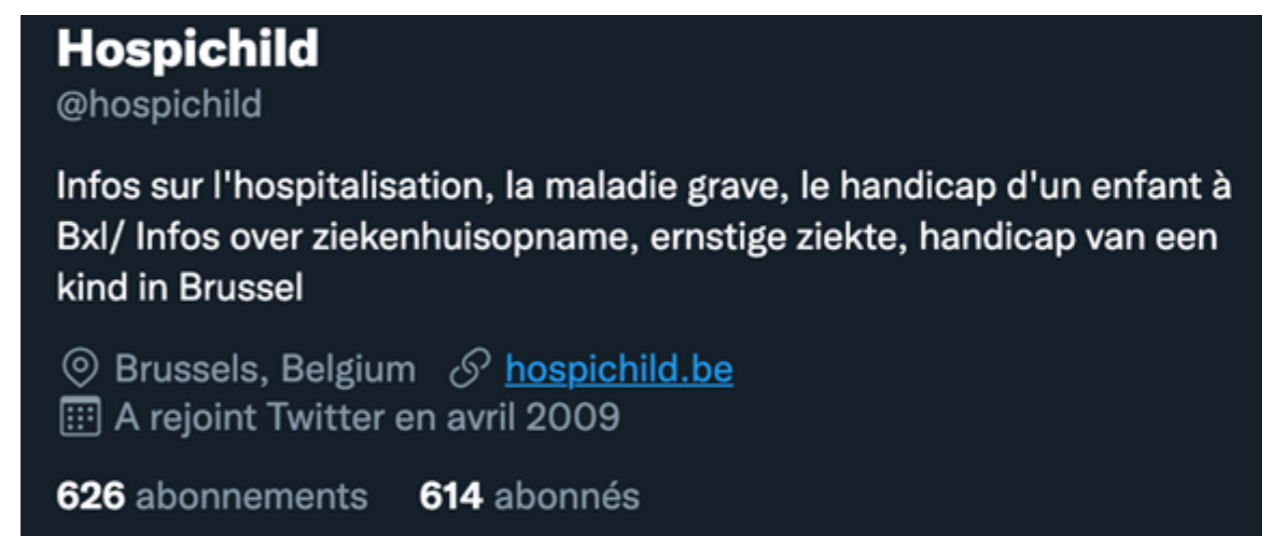 Hospichild
@hospichild
Infos sur l'hospitalisation, la maladie grave, le handicap d'un enfant à
Bxl/ Infos over ziekenhuisopname, ernstige ziekte, handicap van een
kind in Brussel
Brussels, Belgium hospichild.be
A rejoint Twitter en avril 2009
626 abonnements 614 abonnés